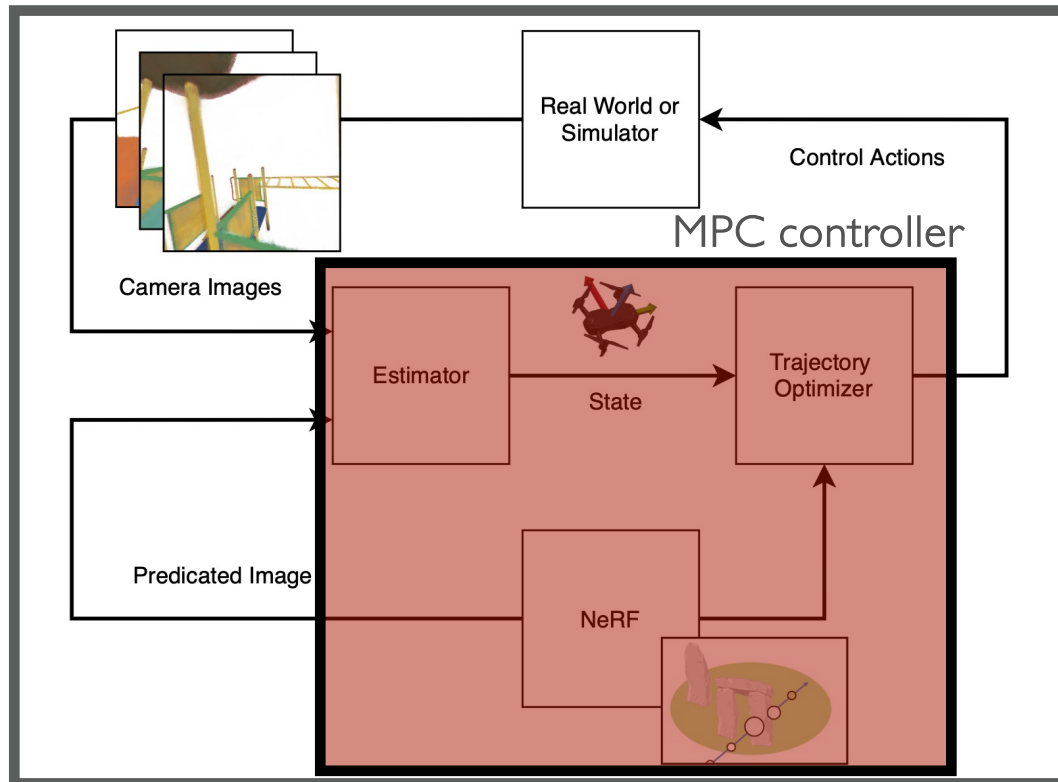 Real World or
Simulator
Control Actions
MPC controller
Camera Images
Estimator
State
Trajectory
Optimizer
Predicated Image
NeRF